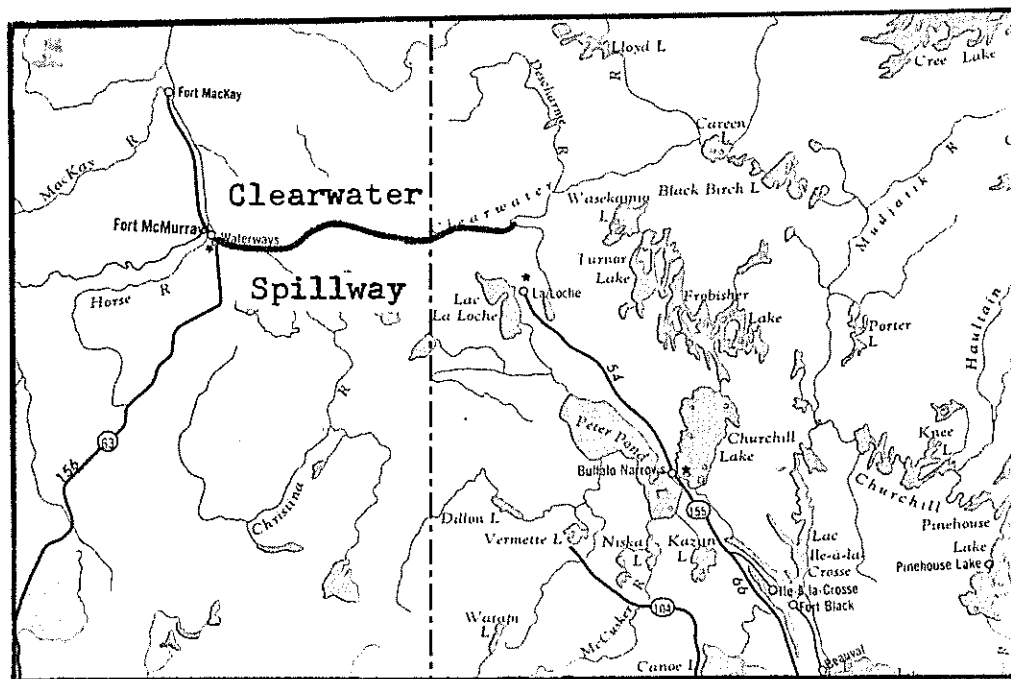 Lloyd L
R
Cree Lake
Fort MacKay
Descharme R
Careen L
MacKay R
Black Birch L
Mudjatik R
Clearwater
Clearwater
Fort McMurray
Waterways
Turnor Lake
Spillway
Horse R
Lac La Loche
La Loche
Frobisher Lake
Porter L
Haultain
R
54
63
156
Peter Pond L
Churchill Lake
Knee L
Buffalo Narrows
Churchill
Christina
155
Dillon L
Vermette L
Niska L
Kazan L
Lac Ile-à-la-Crosse
Pinehouse Lake
Pinehouse Lake
66
Ile à la-Crosse
Fort Black
104
McCusker R
Canoe L
Beauval